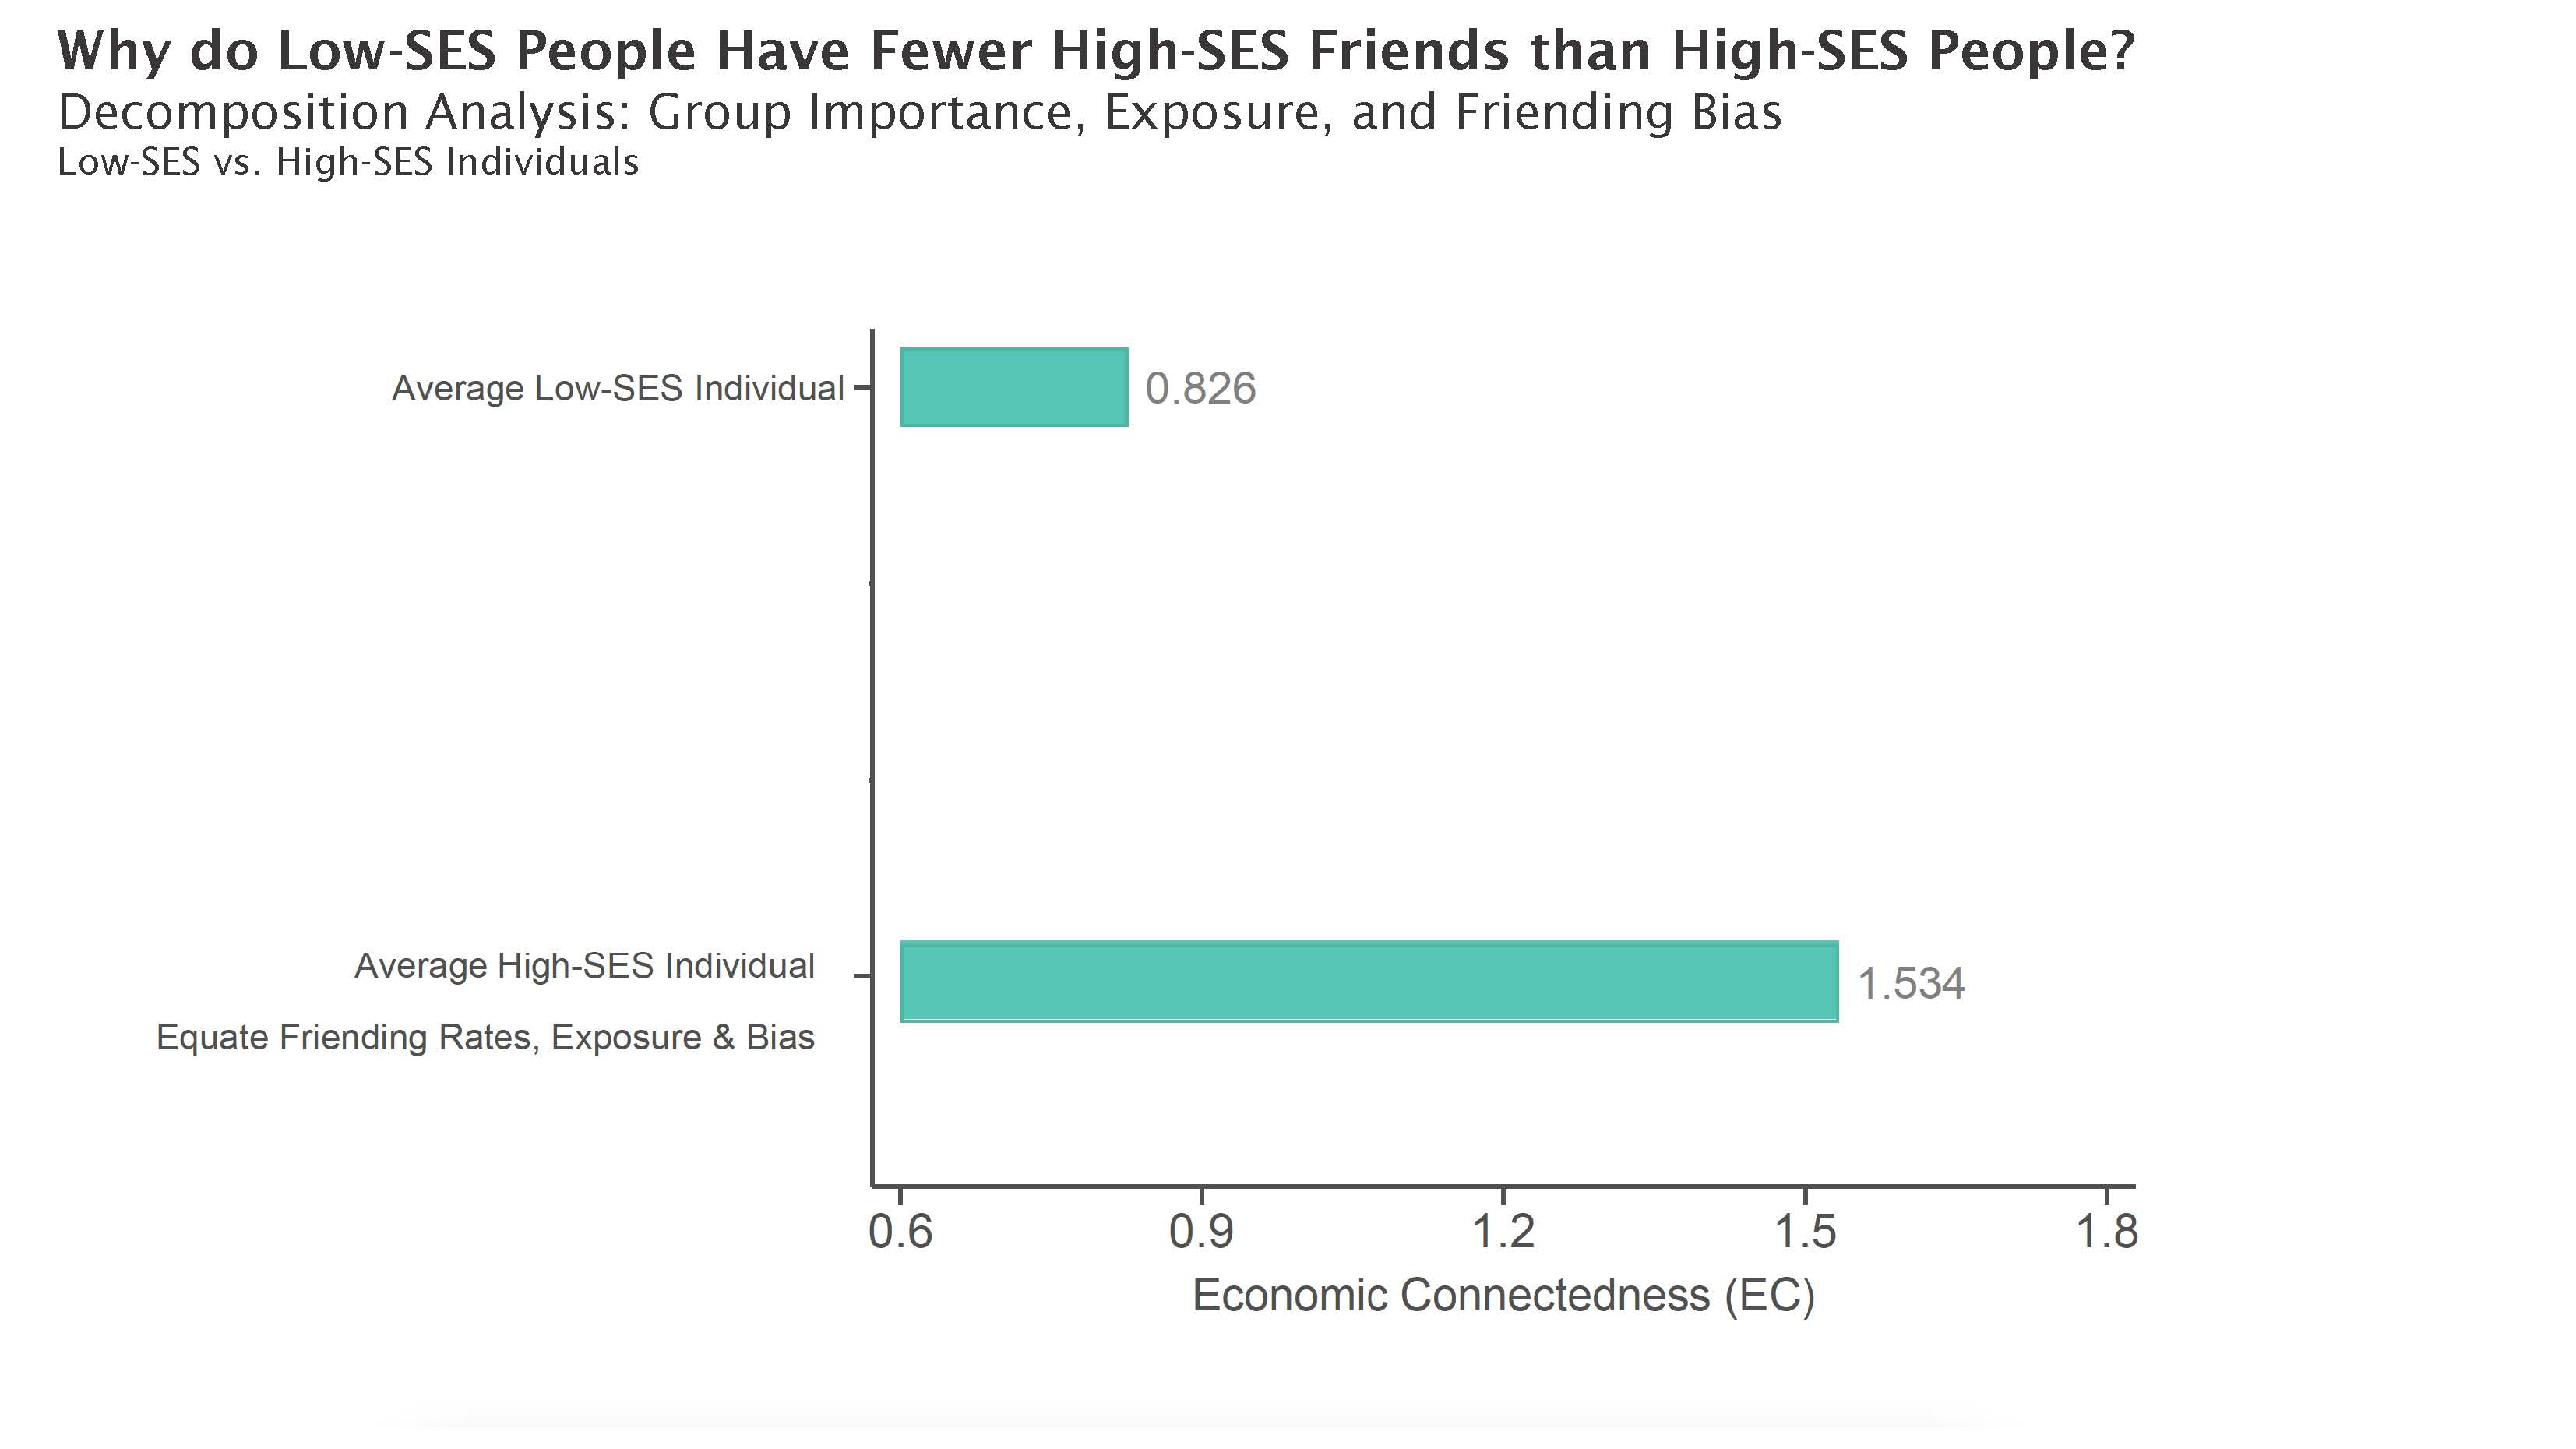 Why do Low-SES People Have Fewer High-SES Friends than High-SES People?
Decomposition Analysis: Group Importance, Exposure, and Friending Bias
Low-SES vs. High-SES Individuals
Average Low-SES Individual
0.826
Average High-SES Individual
1.534
Equate Friending Rates, Exposure & Bias
0.6 0.9 1.2 1.5 1.8
Economic Connectedness (EC)